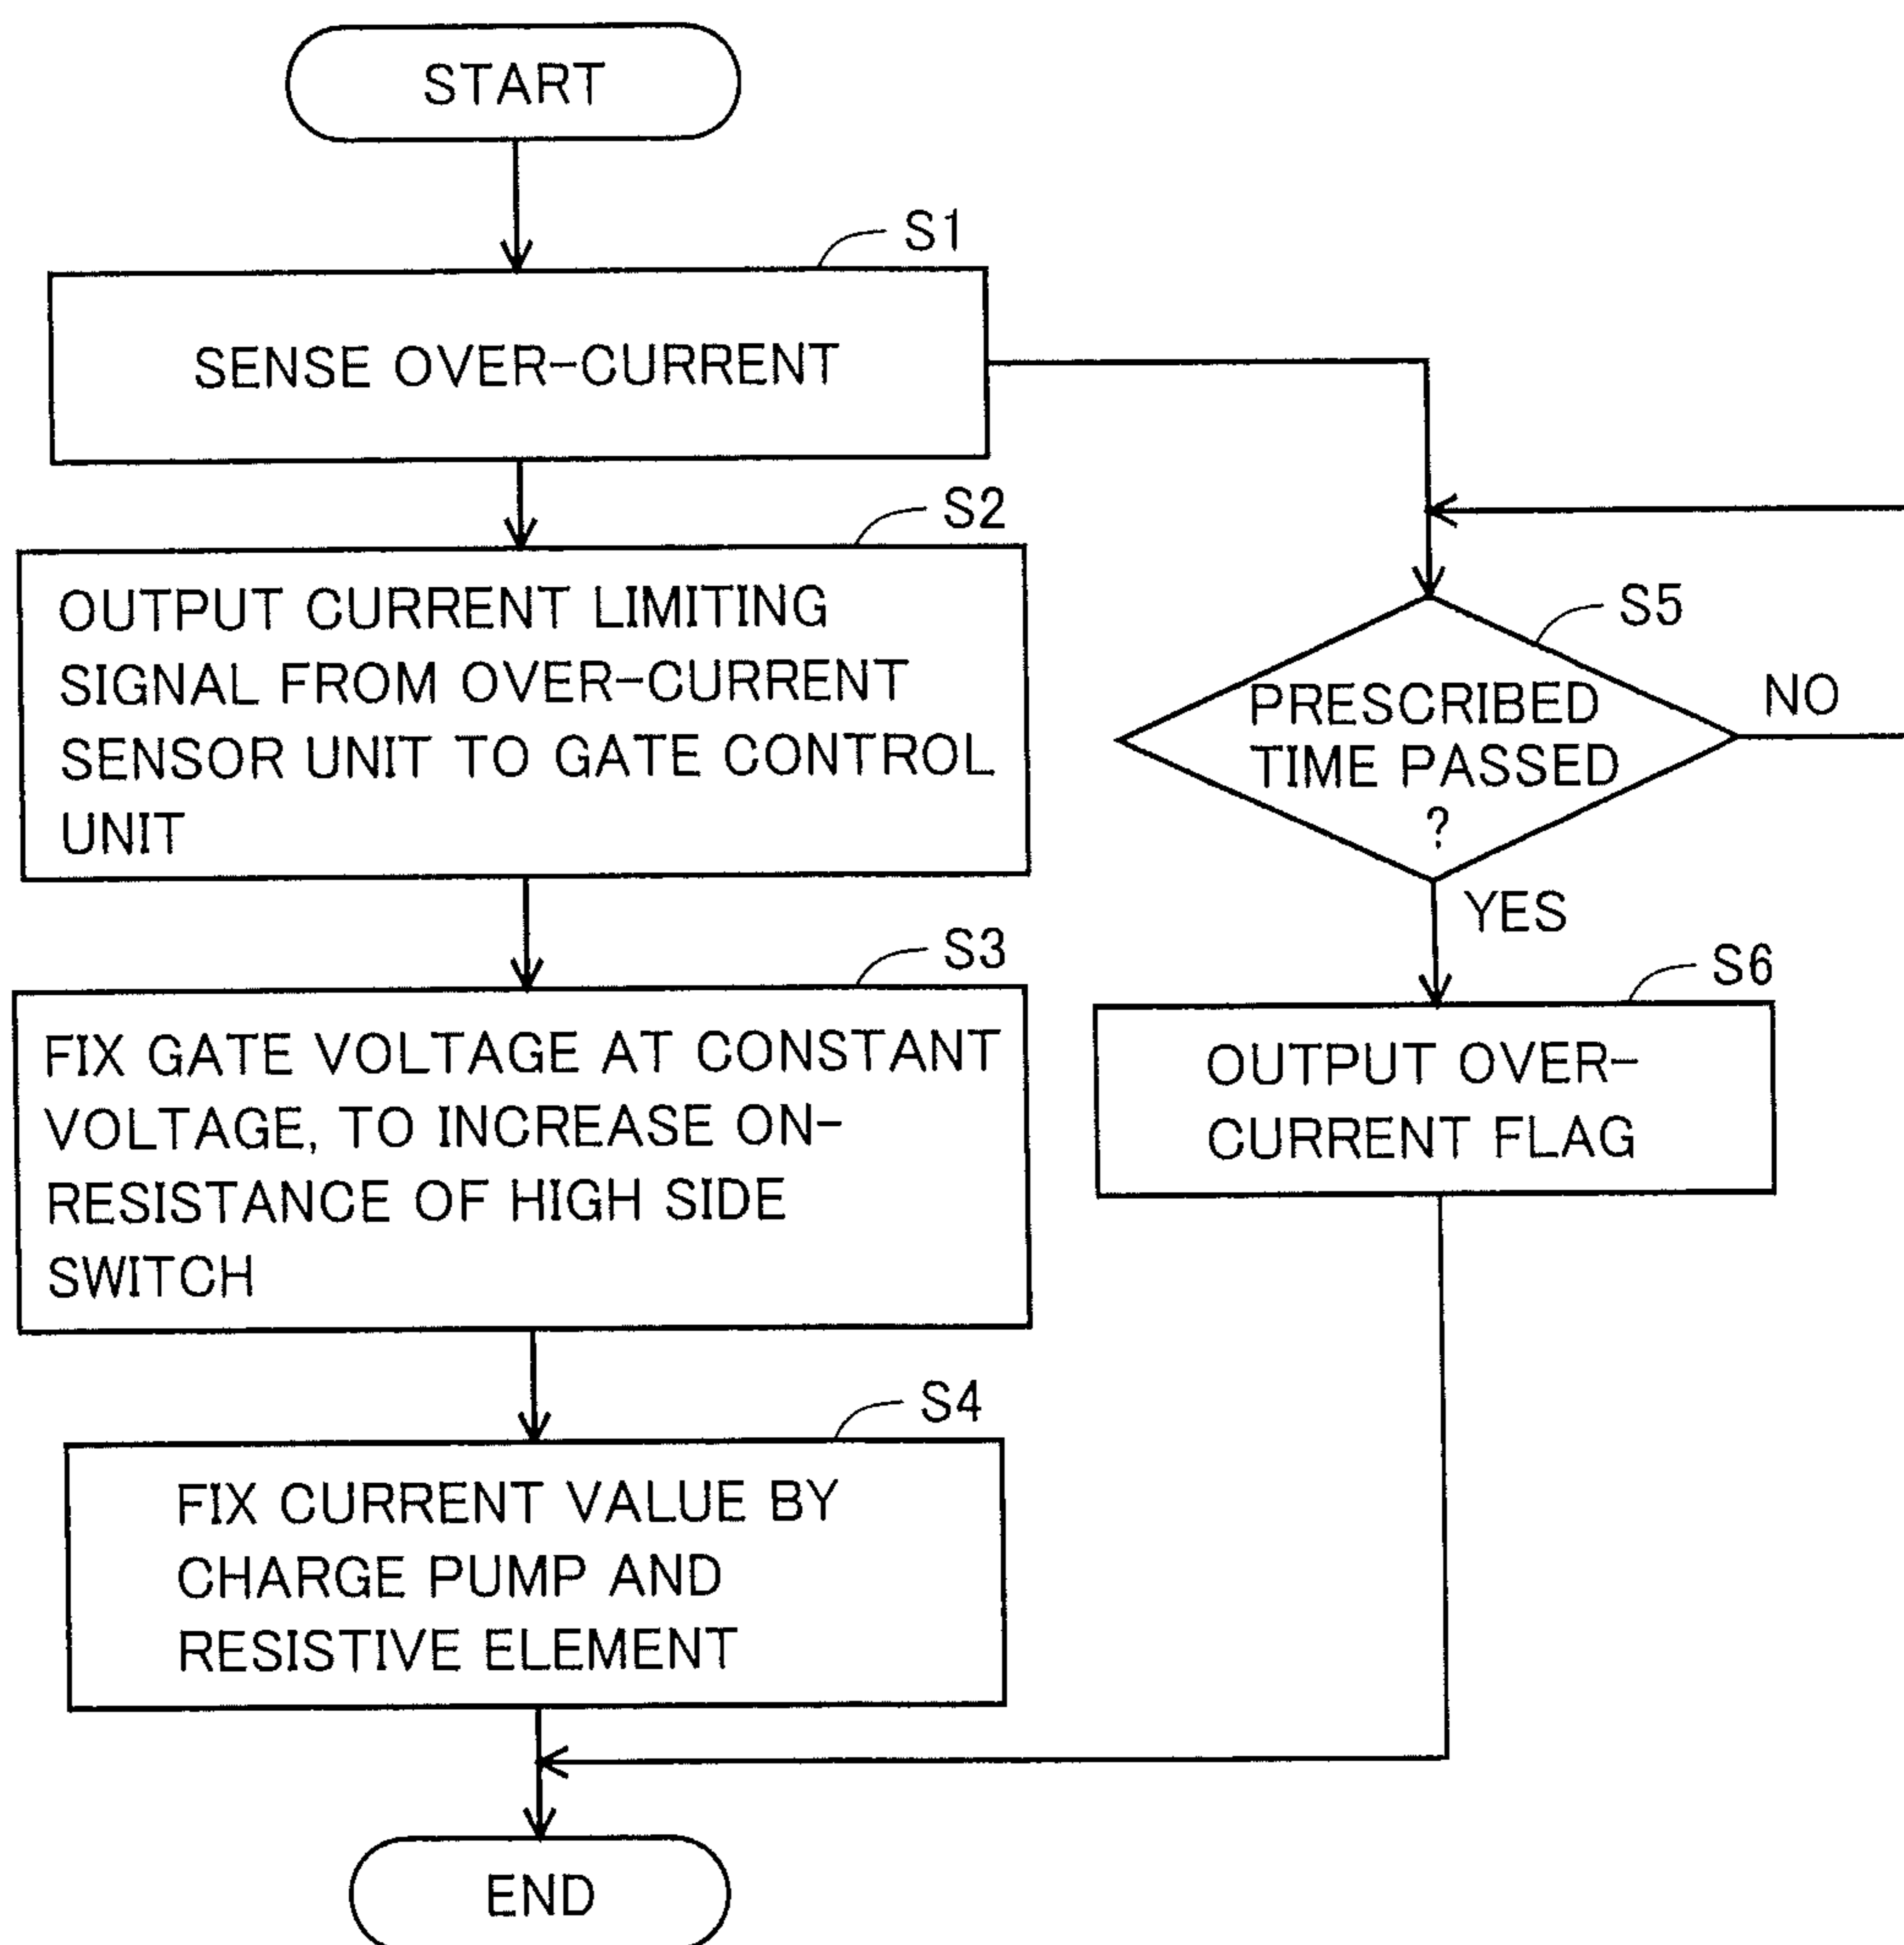 START
S1
SENSE OVER-CURRENT
S2
OUTPUT CURRENT LIMITING
SIGNAL FROM OVER-CURRENT
SENSOR UNIT TO GATE CONTROL
UNIT
S3
FIX GATE VOLTAGE AT CONSTANT
VOLTAGE, TO INCREASE ON-
RESISTANCE OF HIGH SIDE
SWITCH
S4
FIX CURRENT VALUE BY
CHARGE PUMP AND
RESISTIVE ELEMENT
S5
PRESCRIBED
TIME PASSED
?
NO
YES
S6
OUTPUT OVER-
CURRENT FLAG
END